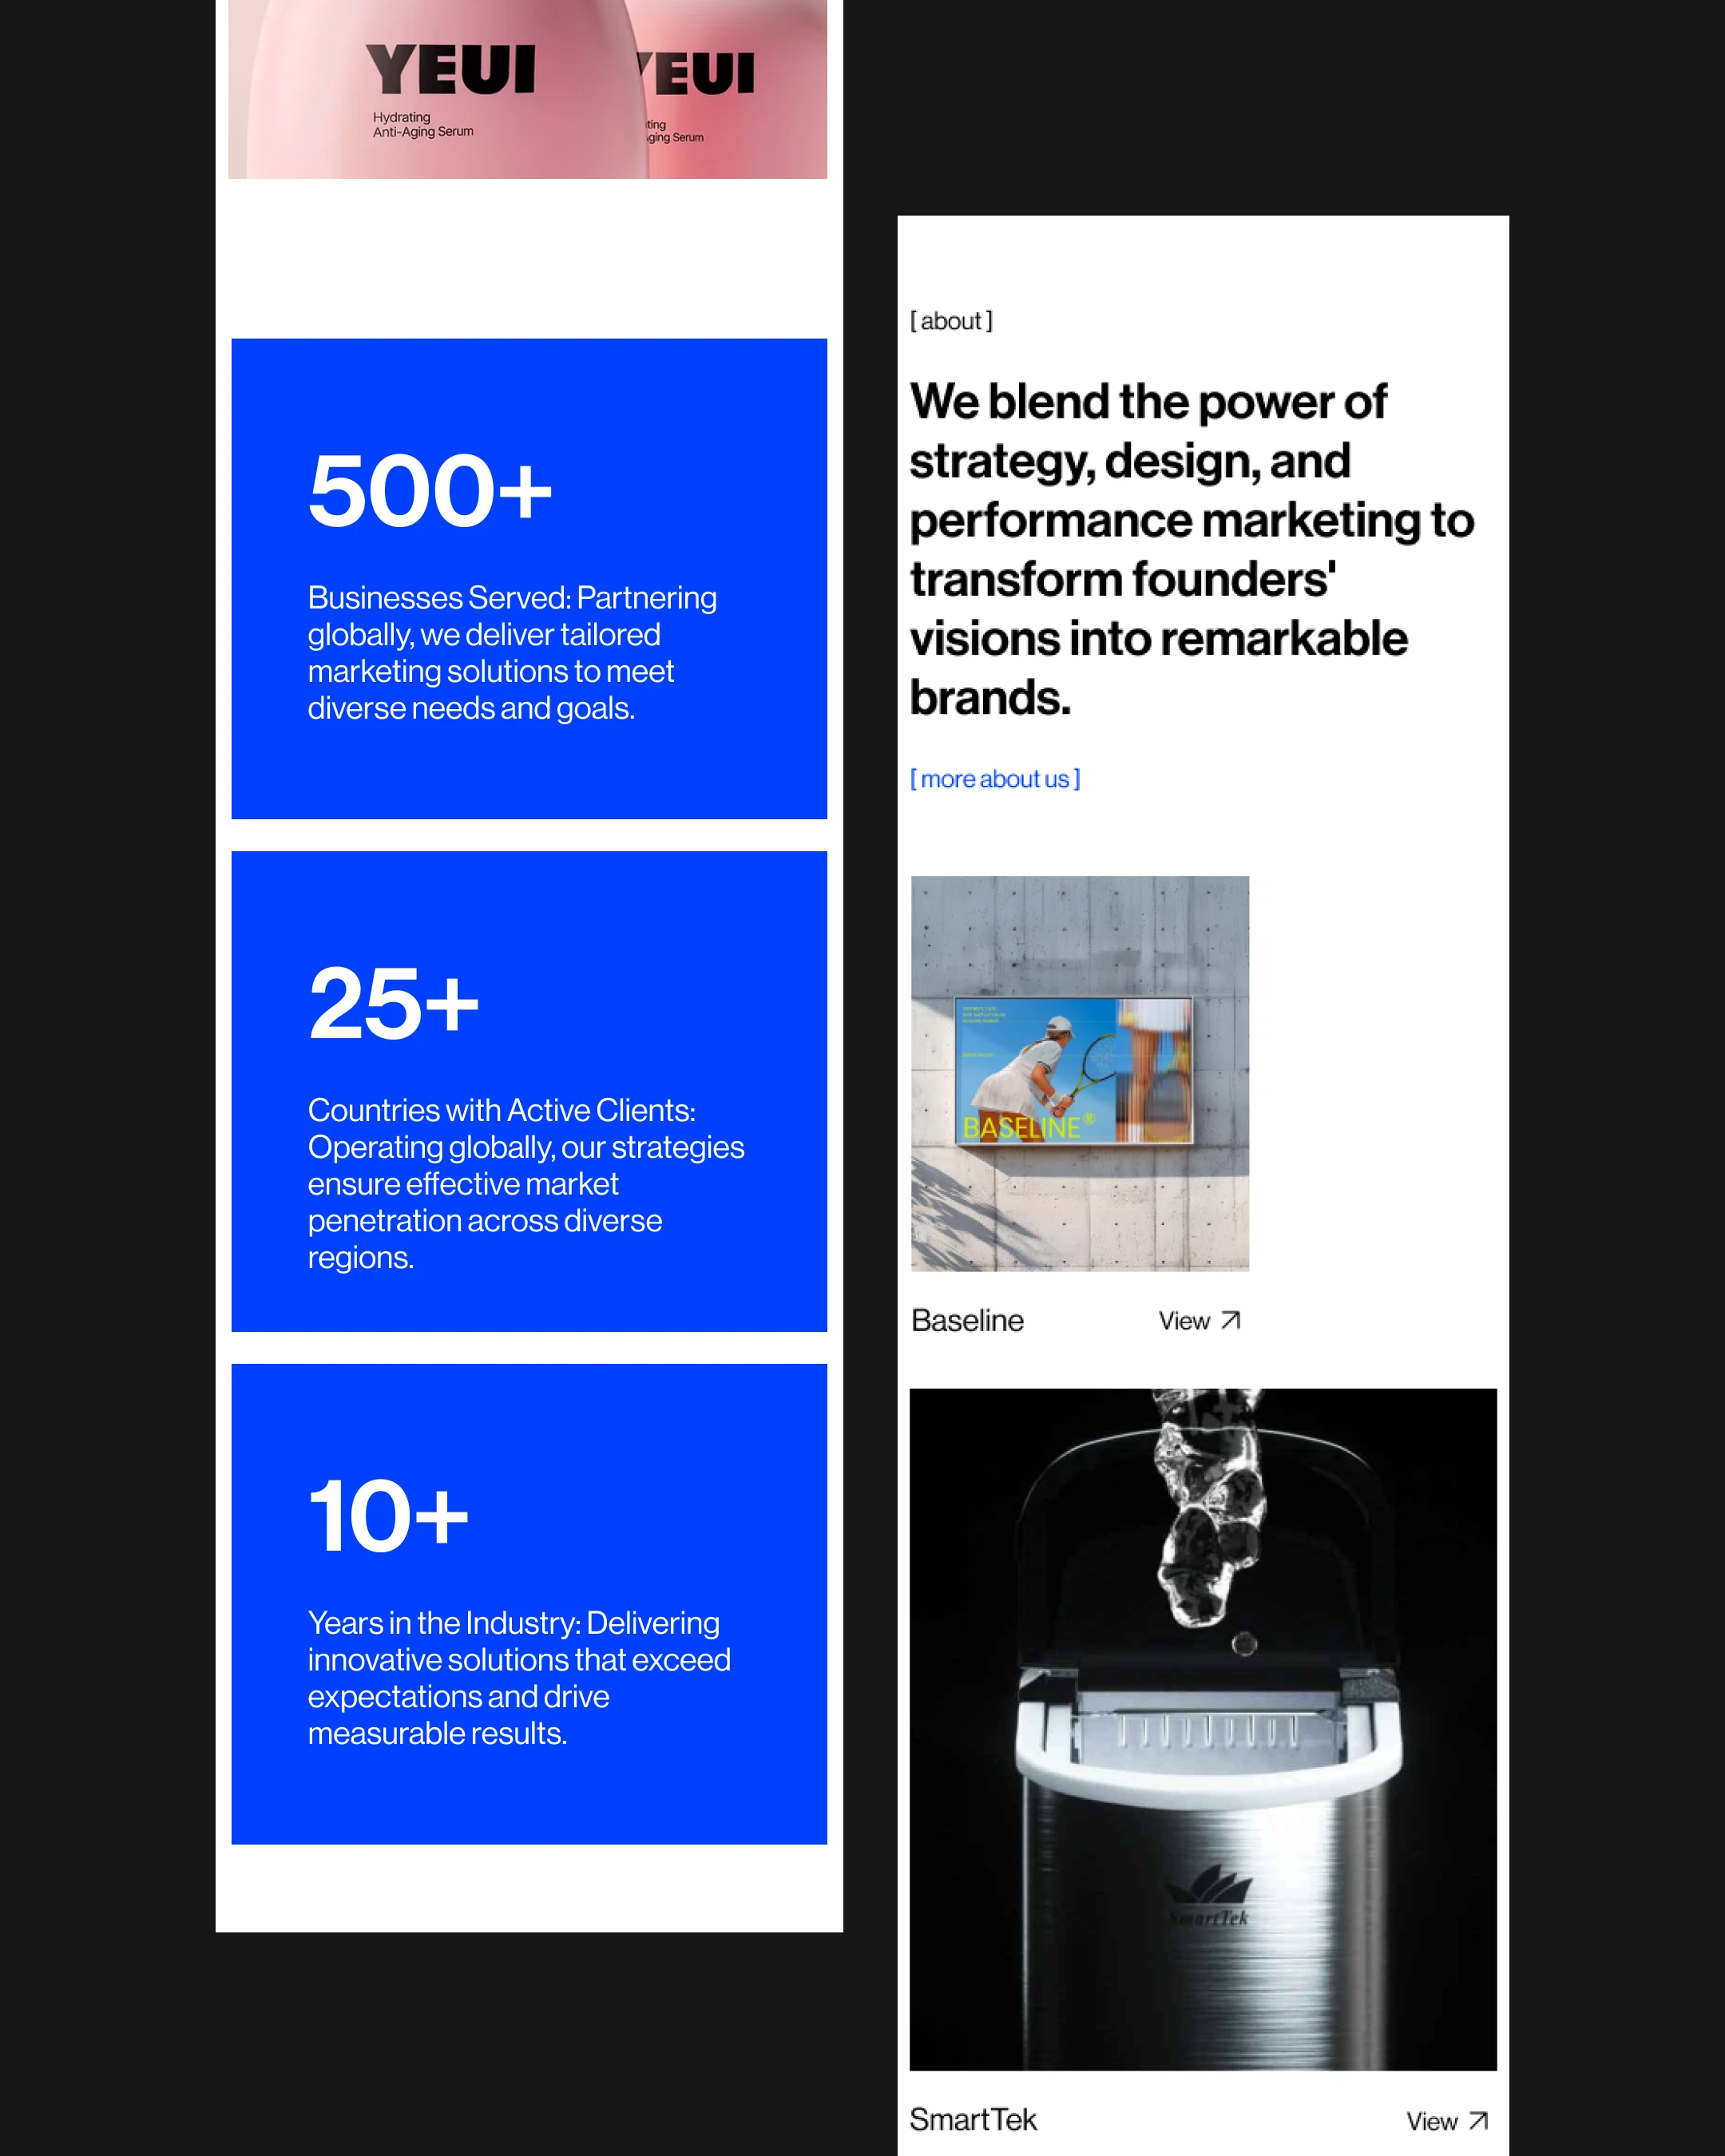 YEUI
Hydrating
Anti-Aging Serum
YEUI
ting
ging Serum
500+
Businesses Served: Partnering
globally, we deliver tailored
marketing solutions to meet
diverse needs and goals.
25+
Countries with Active Clients:
Operating globally, our strategies
ensure effective market
penetration across diverse
regions.
10+
Years in the Industry: Delivering
innovative solutions that exceed
expectations and drive
measurable results.
[ about ]
We blend the power of
strategy, design, and
performance marketing to
transform founders'
visions into remarkable
brands.
[ more about us ]
BASELINE®
Baseline
View ↗
SmartTek
SmartTek
View ↗